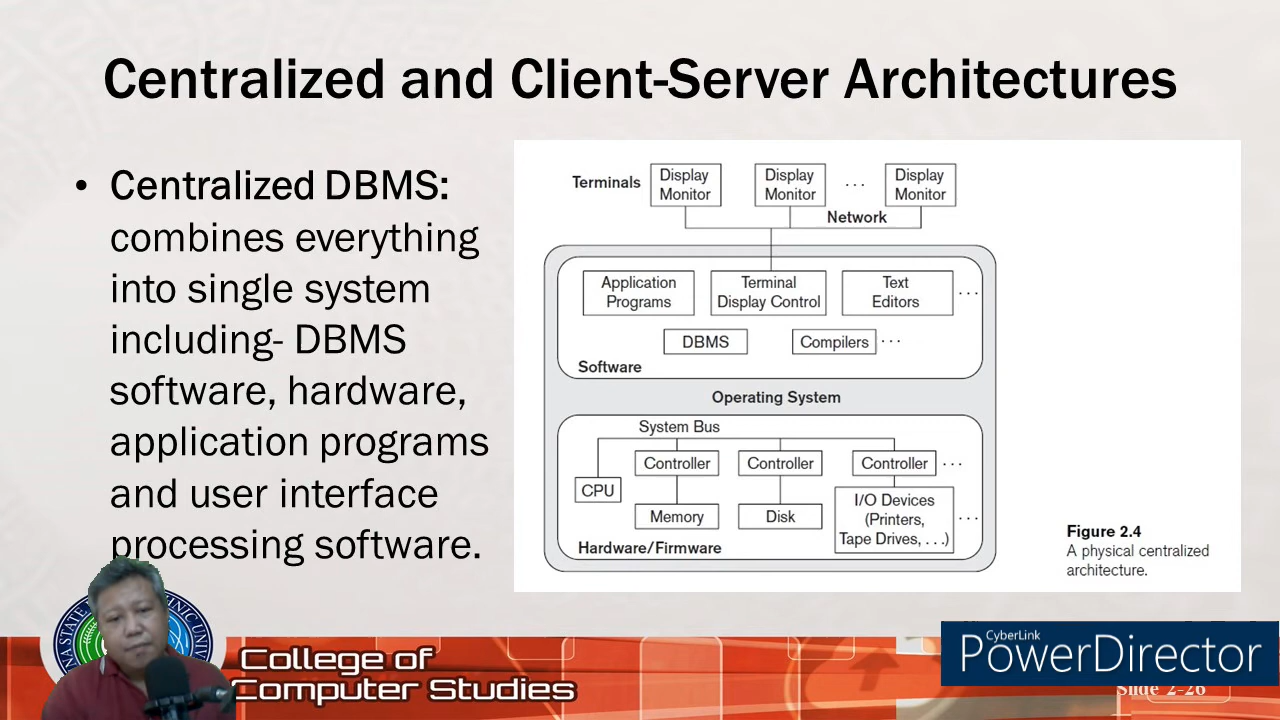 Centralized and Client-Server Architectures
• Centralized DBMS:
combines everything
into single system
including- DBMS
software, hardware,
application programs
and user interface
processing software.
Terminals
Display
Monitor
Display
Monitor
. . .
Display
Monitor
Network
Application
Programs
Terminal
Display Control
Text
Editors
. . .
DBMS
Compilers
. . .
Software
Operating System
System Bus
Controller
Controller
Controller
. . .
CPU
Memory
Disk
I/O Devices
(Printers,
Tape Drives, . . .)
. . .
Hardware/Firmware
Figure 2.4
A physical centralized
architecture.
College of
Computer Studies
CyberLink
PowerDirector
Slide 2-26